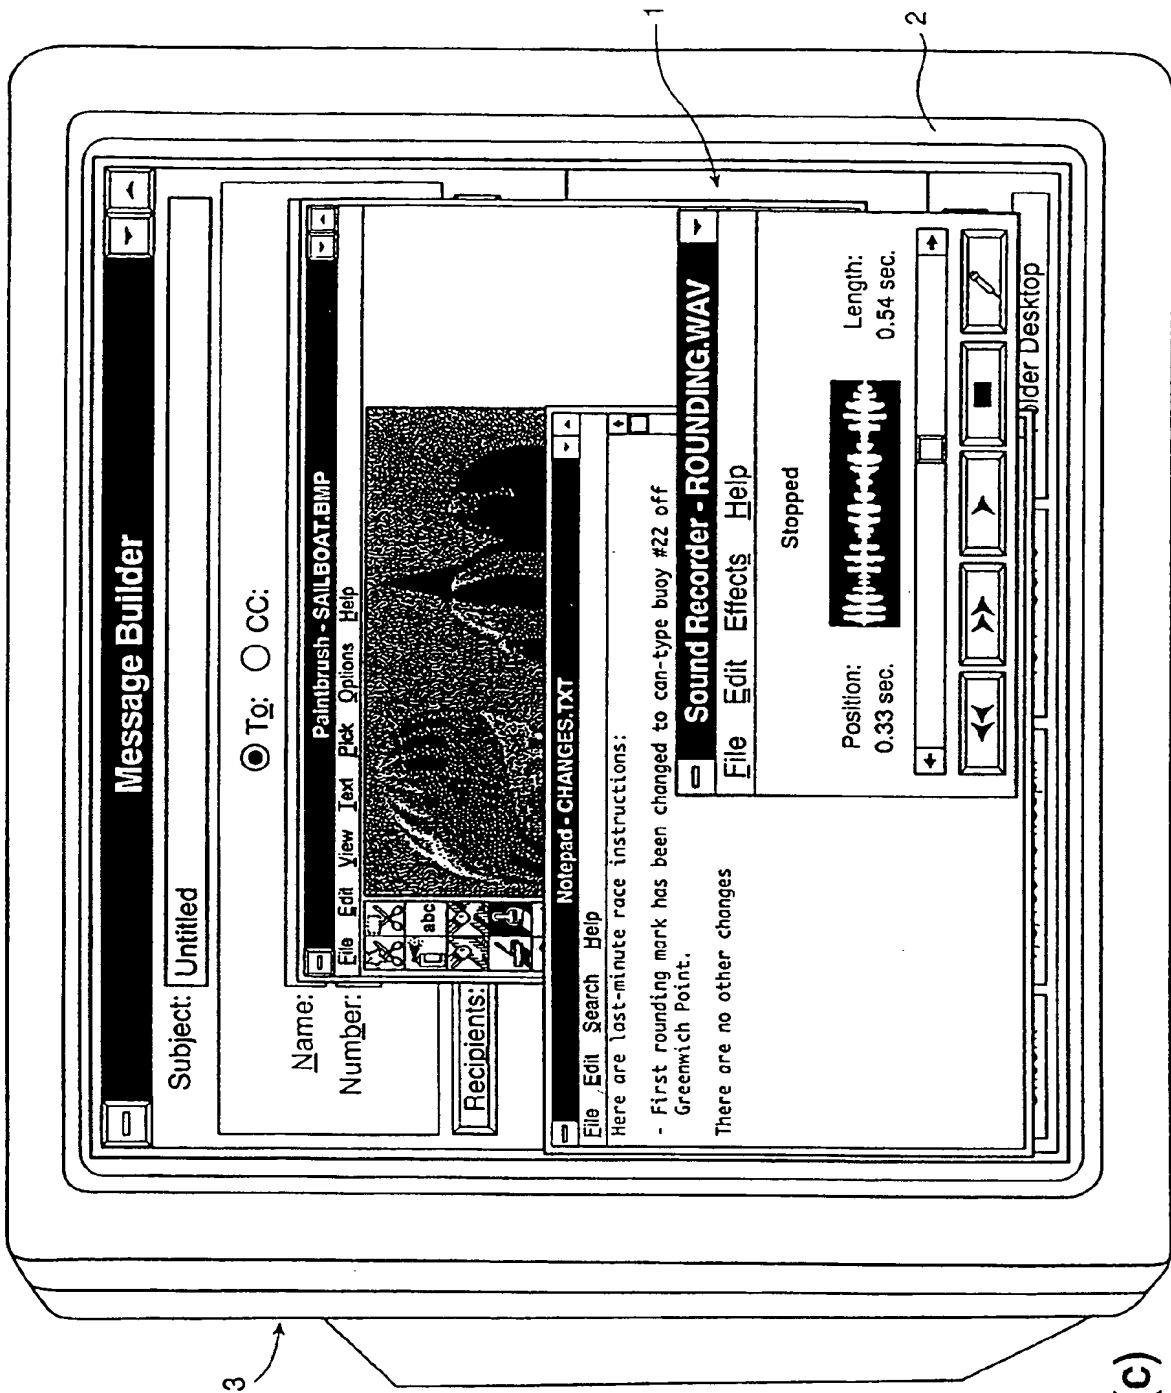 Message Builder
Subject: Untitled
To: CC:
Name:
Number:
Recipients:
Paintbrush - SAILBOAT.BMP
File Edit View Text Pick Options Help
abc
Notepad - CHANGES.TXT
File Edit Search Help
Here are last-minute race instructions:
- First rounding mark has been changed to can-type buoy #22 off
Greenwich Point.
There are no other changes
Sound Recorder - ROUNDING.WAV
File Edit Effects Help
Stopped
Position: Length:
0.33 sec. 0.54 sec.
Desktop
1
2
3
(c)